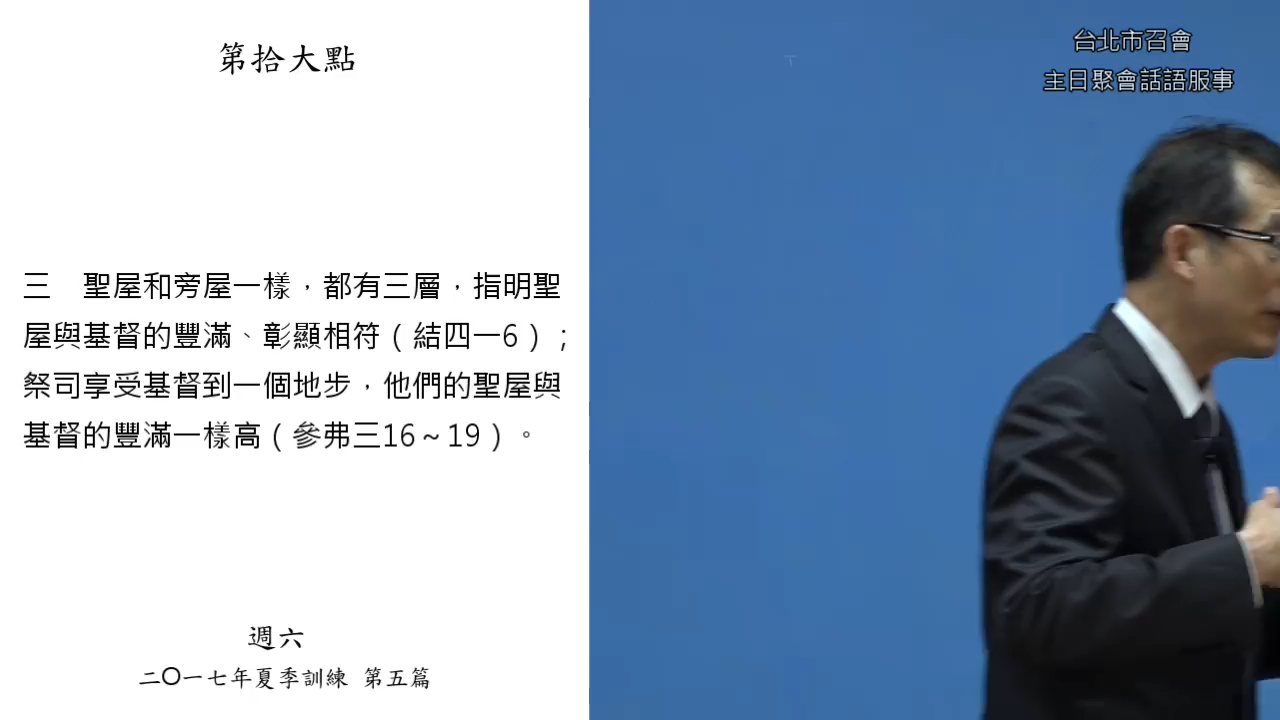 第拾大點
台北市召會
主日聚會話語服事
三　聖屋和旁屋一樣，都有三層，指明聖
屋與基督的豐滿、彰顯相符（結四一6）；
祭司享受基督到一個地步，他們的聖屋與
基督的豐滿一樣高（參弗三16～19）。
週六
二〇一七年夏季訓練 第五篇